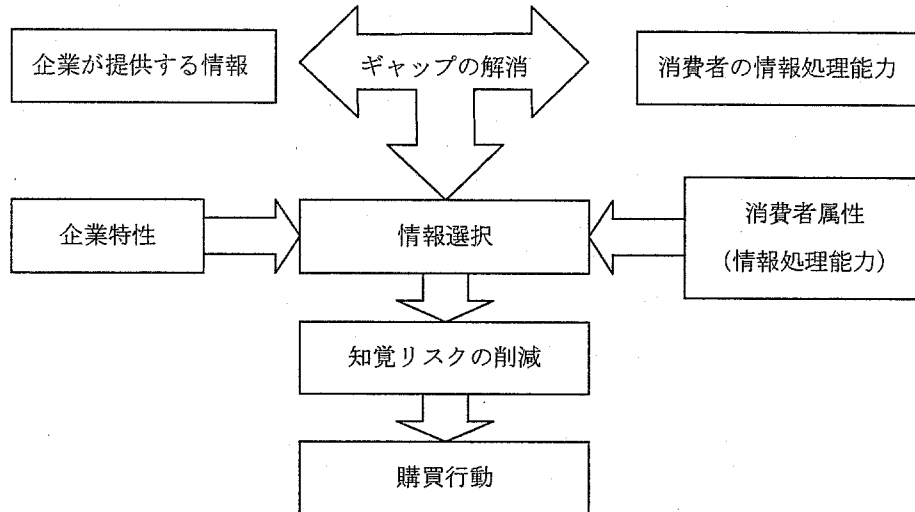 企業が提供する情報
ギャップの解消
消費者の情報処理能力
企業特性
情報選択
消費者属性
（情報処理能力）
知覚リスクの削減
購買行動